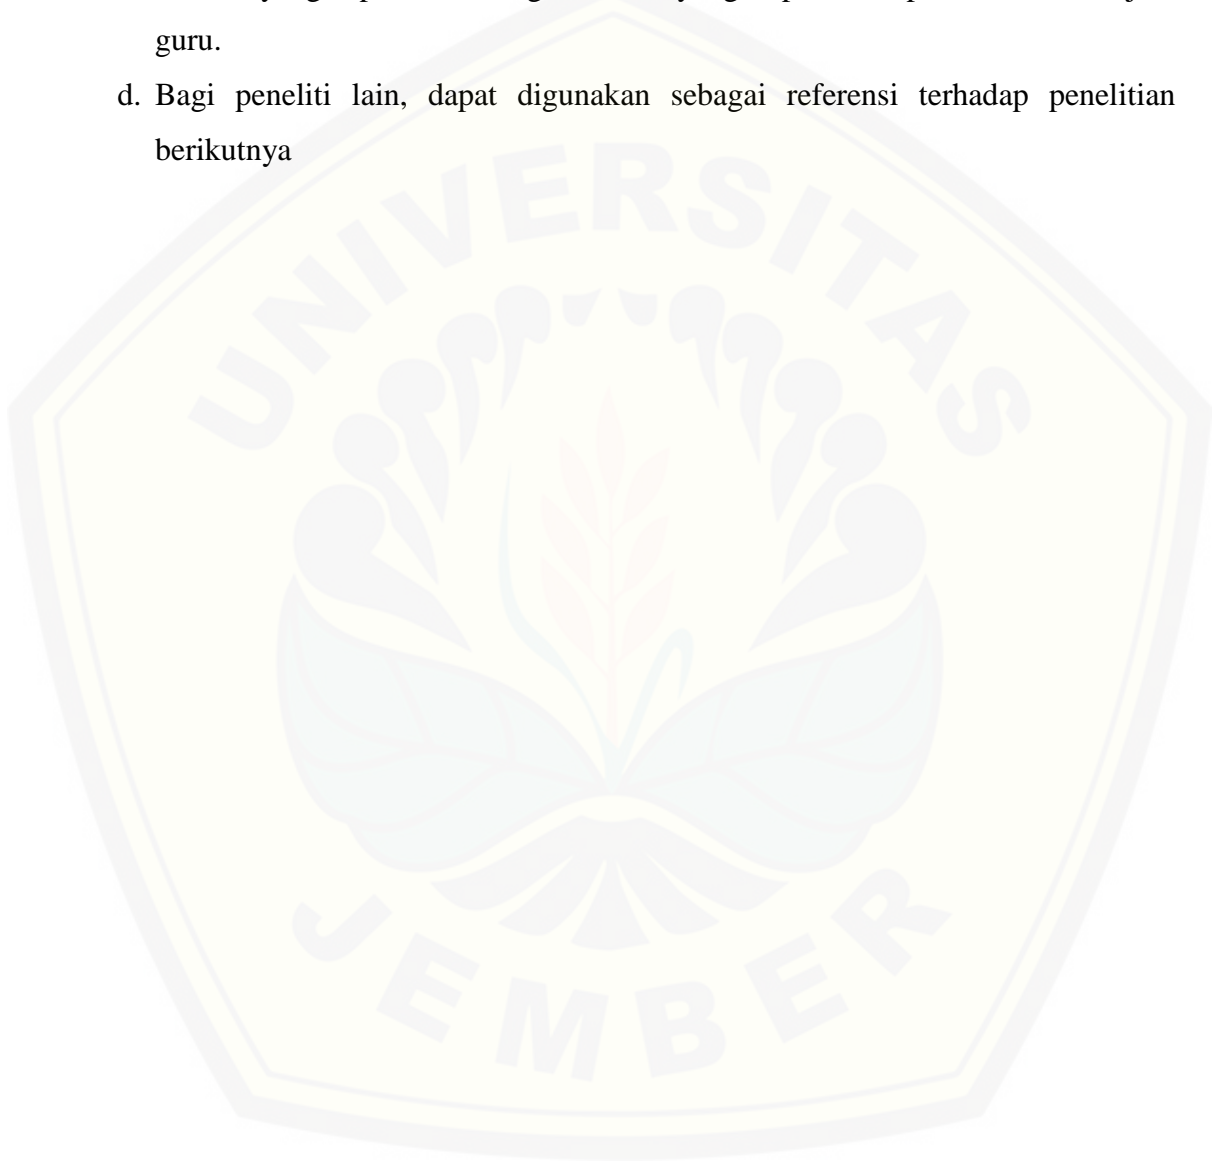 guru.
d. Bagi peneliti lain, dapat digunakan sebagai referensi terhadap penelitian
berikutnya
UNIVERSITAS
JEMBER